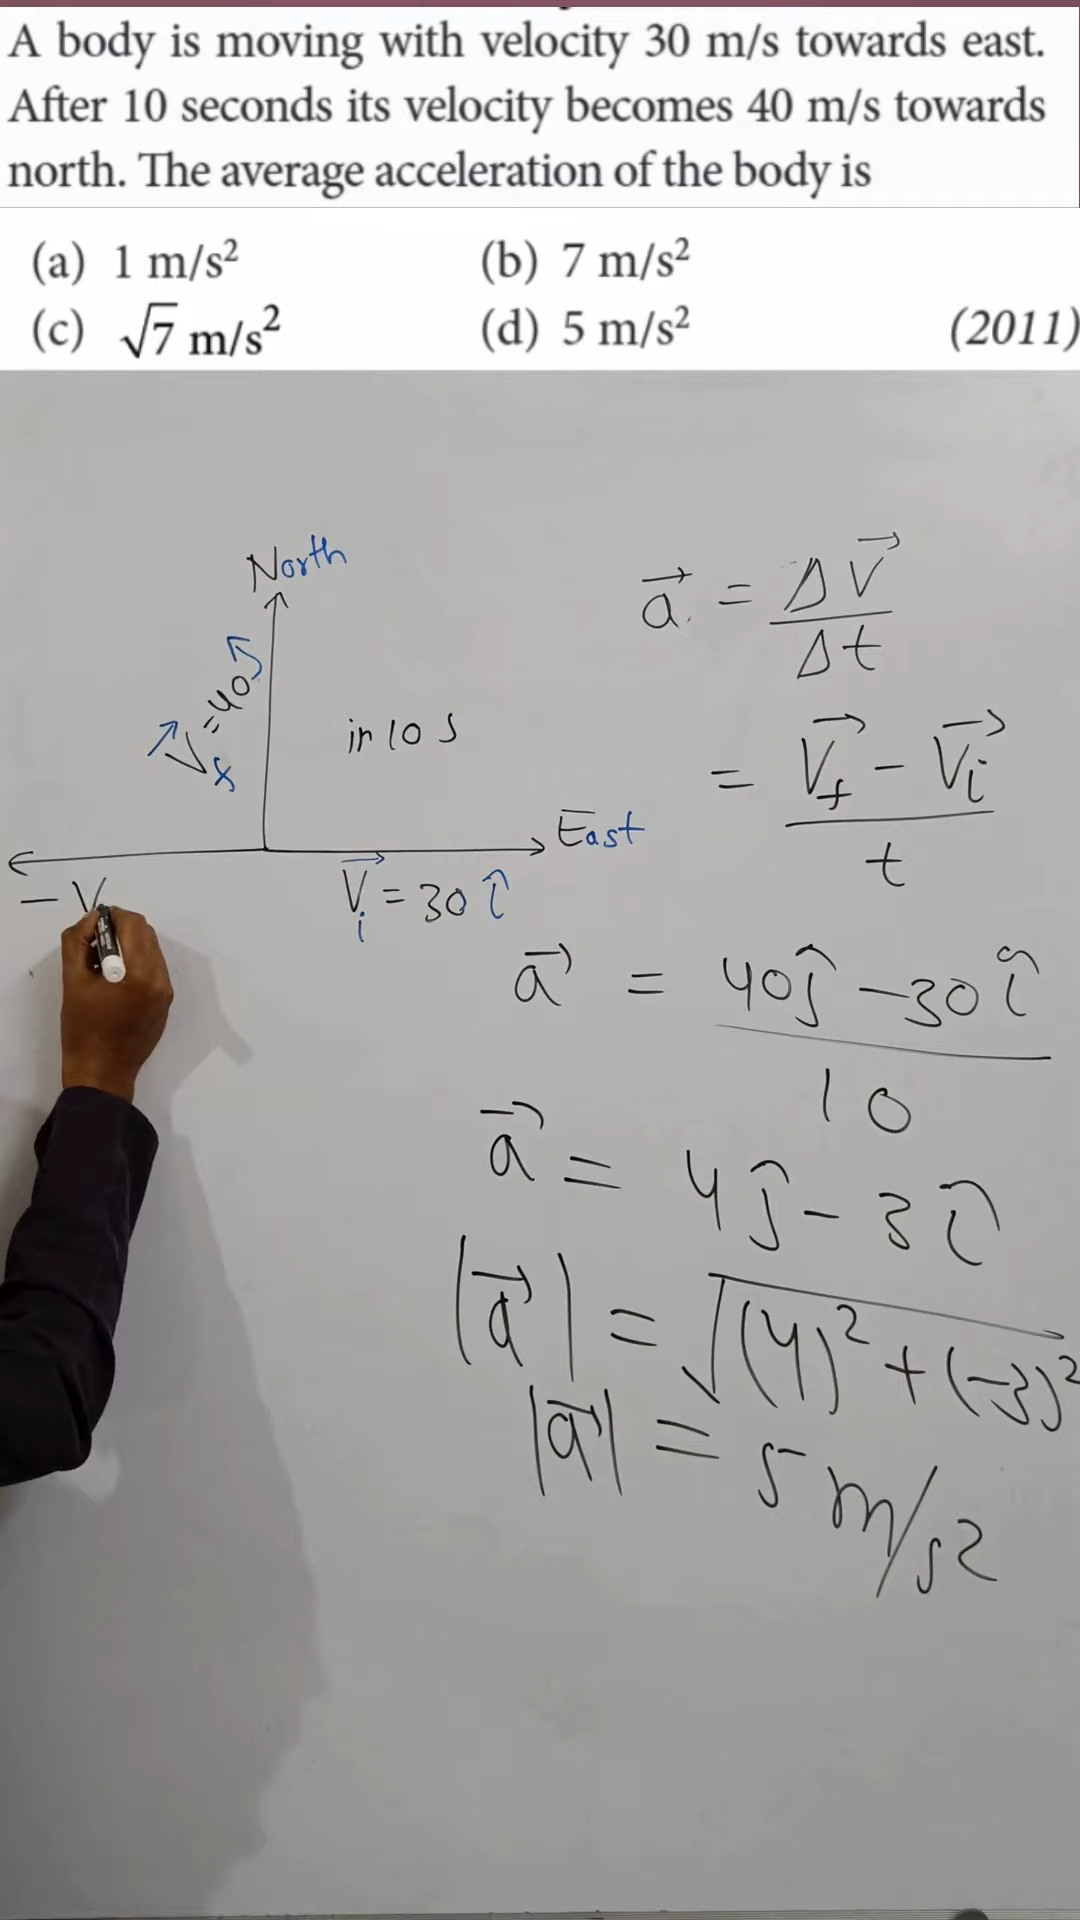 A body is moving with velocity 30 m/s towards east.
After 10 seconds its velocity becomes 40 m/s towards
north. The average acceleration of the body is
(a) 1 m/s²
(b) 7 m/s²
(c) √7 m/s²
(d) 5 m/s²
(2011)
North
V⃗f = 40ĵ
in 10 s
East
V⃗i = 30 î
– V
a⃗ = ΔV⃗ / Δt
= V⃗f – V⃗i / t
a⃗ = 40ĵ – 30î / 10
a⃗ = 4ĵ – 3î
|a⃗| = √(4)² + (–3)²
|a⃗| = 5 m/s2